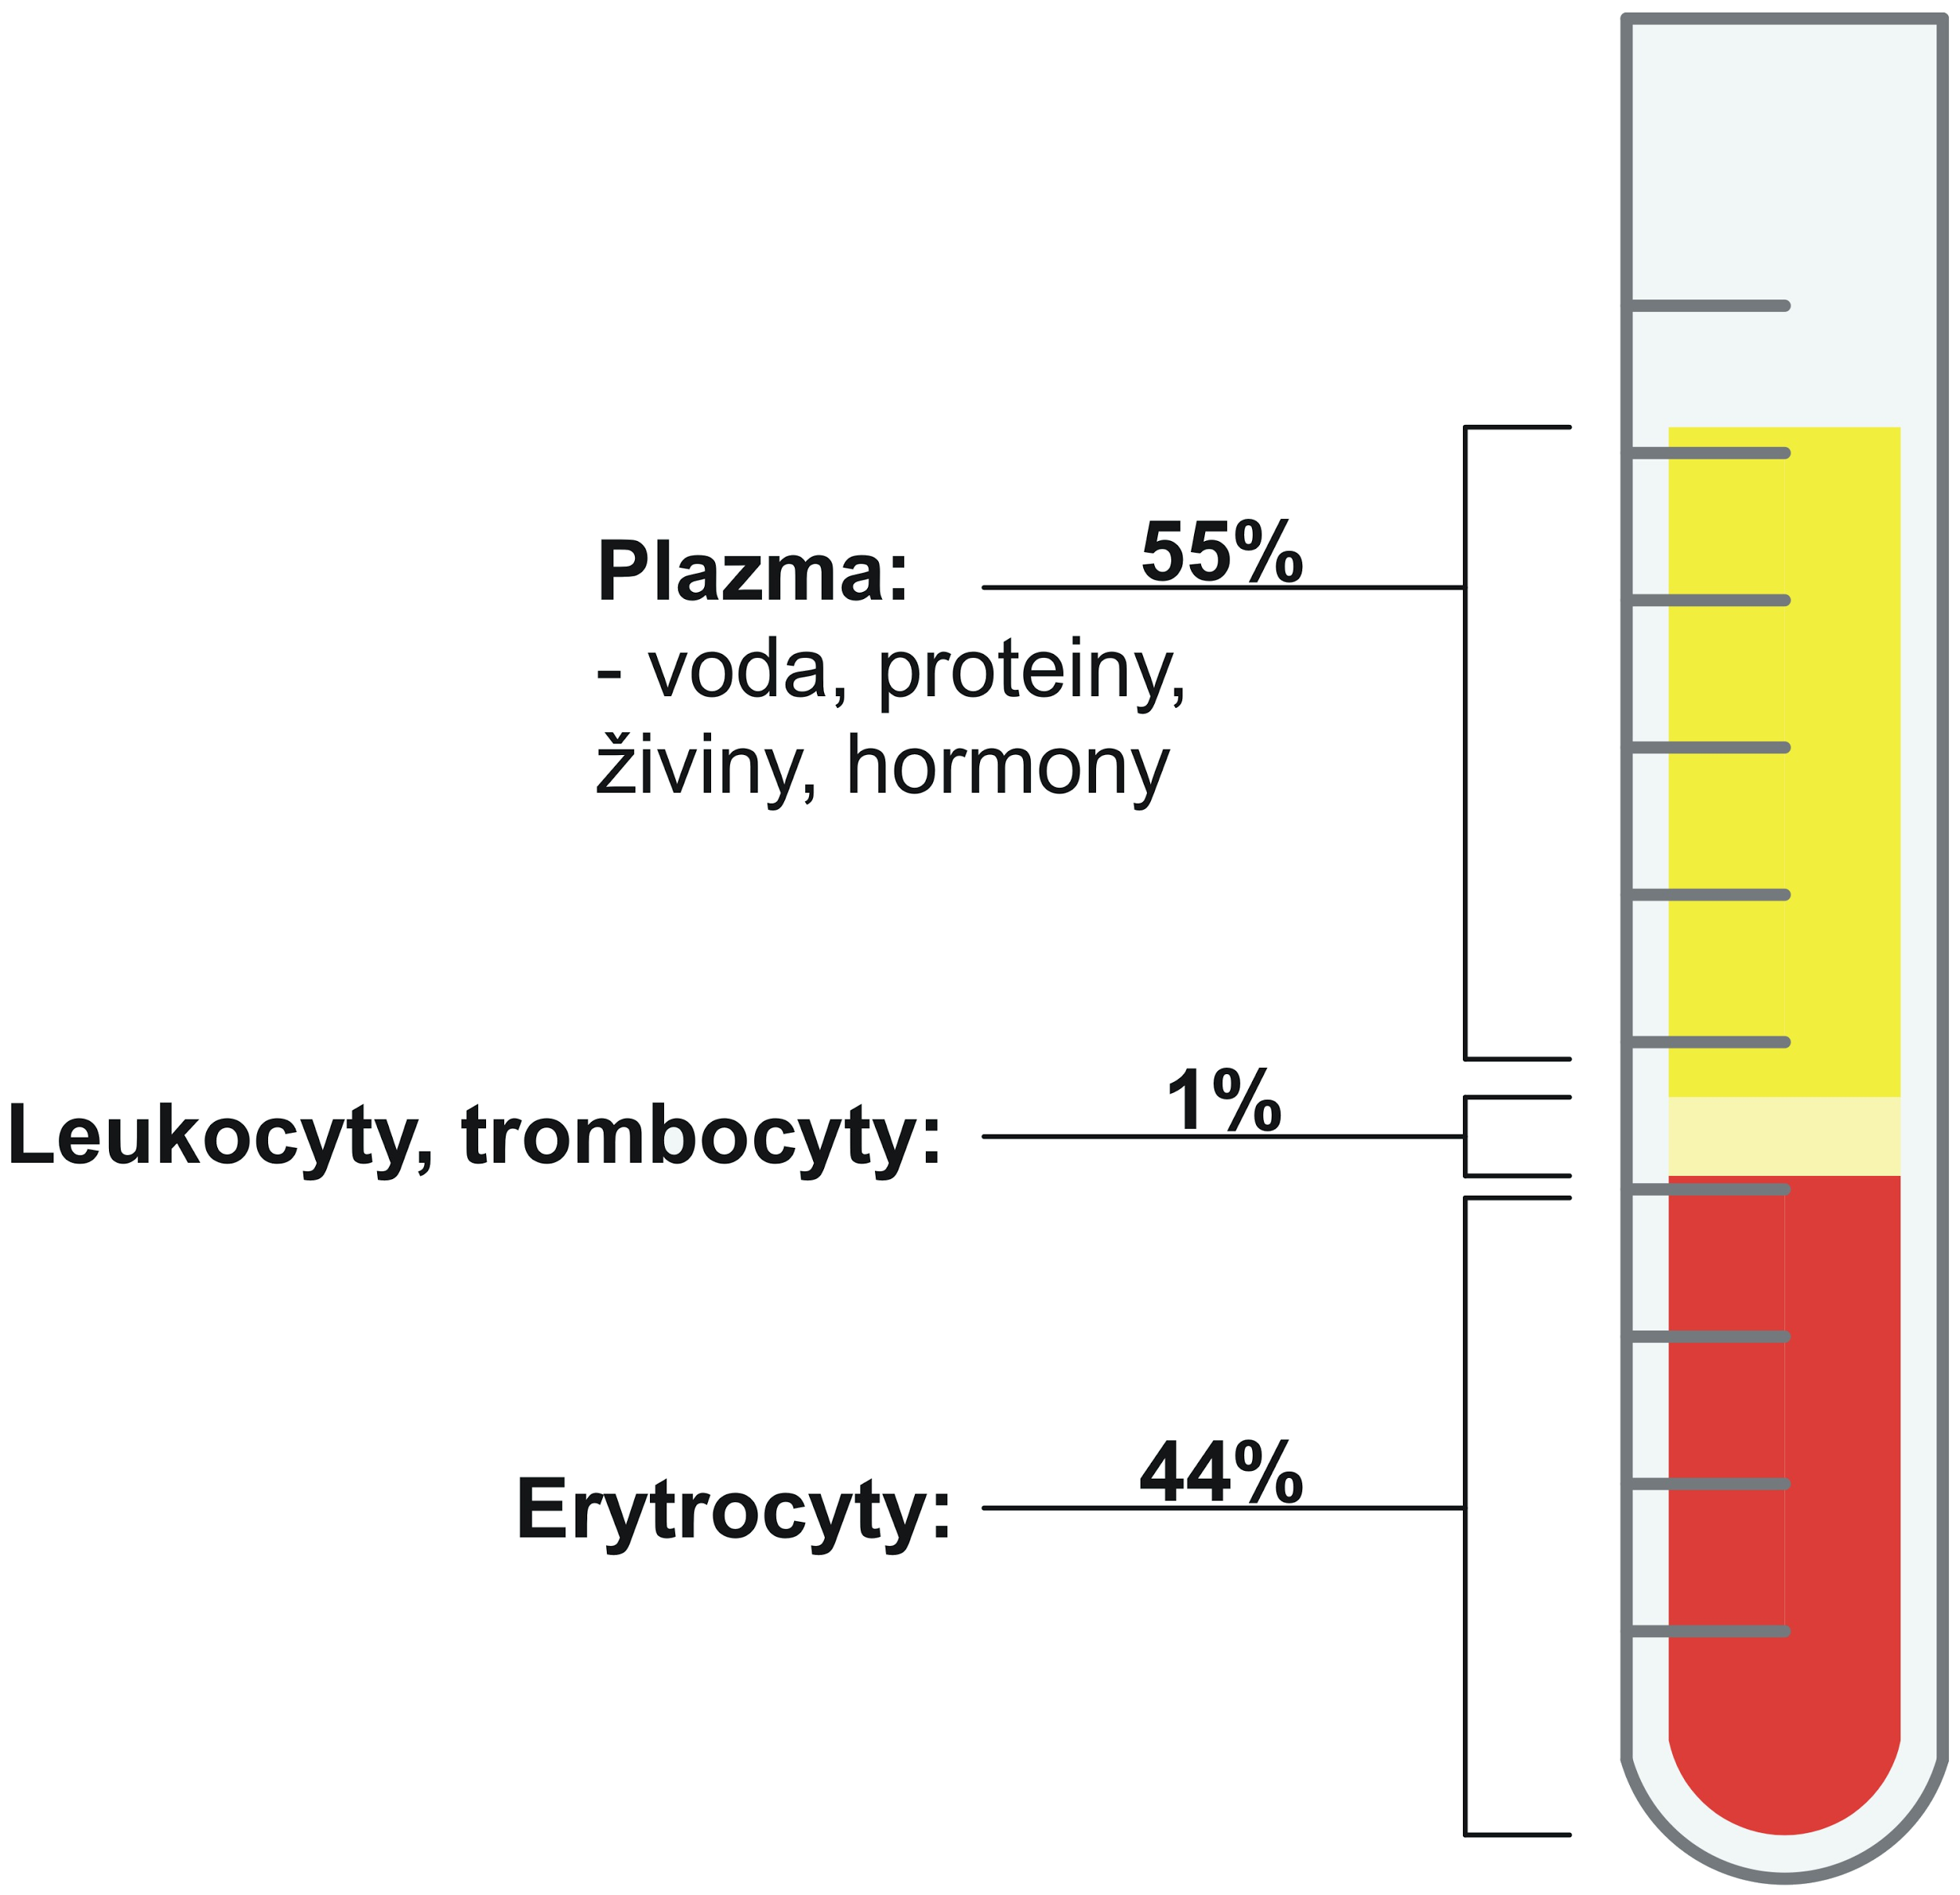 Plazma: 55%
- voda, proteiny,
živiny, hormony
Leukocyty, trombocyty: 1%
Erytrocyty: 44%